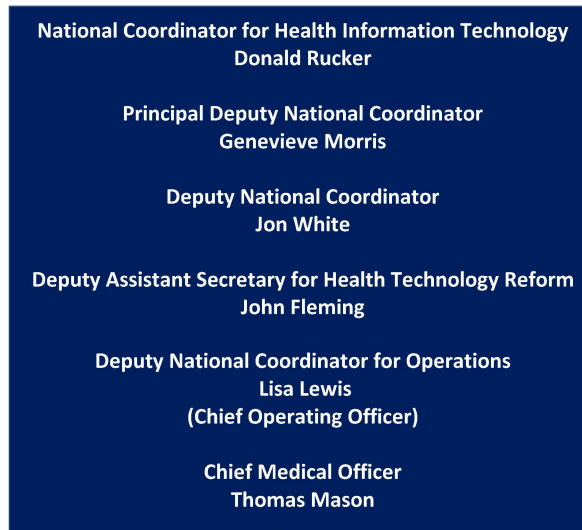 National Coordinator for Health Information Technology
Donald Rucker
Principal Deputy National Coordinator
Genevieve Morris
Deputy National Coordinator
Jon White
Deputy Assistant Secretary for Health Technology Reform
John Fleming
Deputy National Coordinator for Operations
Lisa Lewis
(Chief Operating Officer)
Chief Medical Officer
Thomas Mason